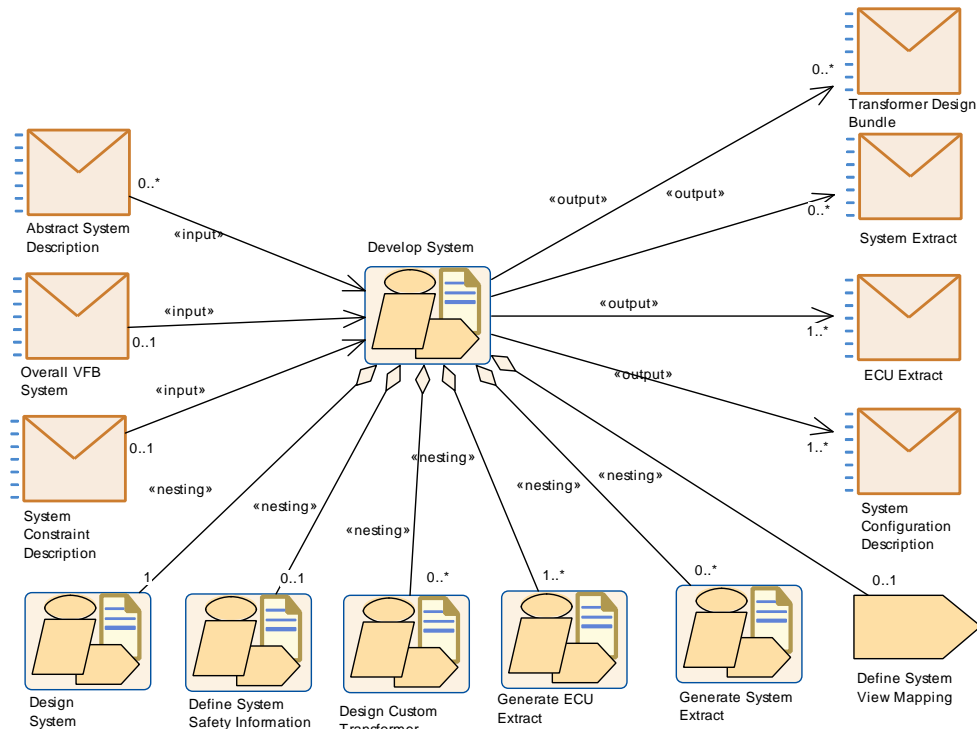 0..*
Transformer Design
Bundle
0..*
Abstract System
Description
«input»
«output»
«output»
0..*
System Extract
Develop System
0..1
Overall VFB
System
«input»
«output»
1..*
ECU Extract
0..1
System
Constraint
Description
«input»
«output»
1..*
System
Configuration
Description
«nesting»
«nesting»
«nesting»
«nesting»
«nesting»
«nesting»
1
0..1
0..*
1..*
0..*
0..1
Design
System
Define System
Safety Information
Design Custom
Transformer
Generate ECU
Extract
Generate System
Extract
Define System
View Mapping